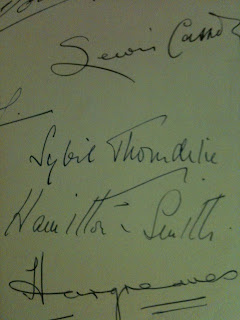 Lewis Casson
Sybil Thorndike
Hamilton Smith
Hargreaves